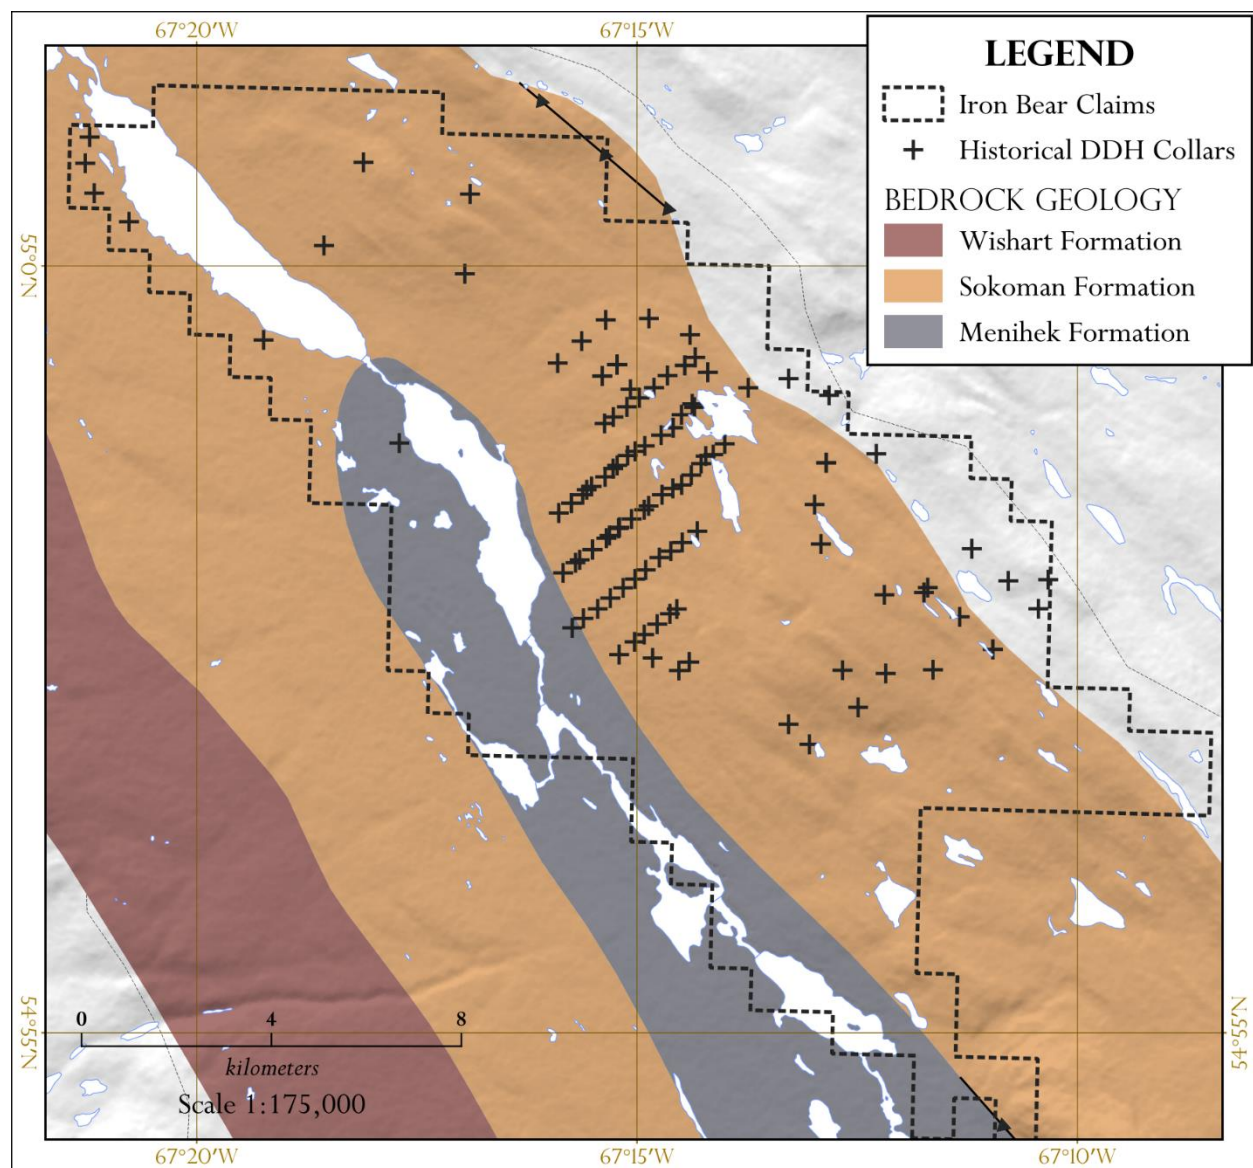 67°20'W 67°15'W
LEGEND
Iron Bear Claims
Historical DDH Collars
BEDROCK GEOLOGY
Wishart Formation
Sokoman Formation
Menihek Formation
55°0'N
0 4 8
kilometers
Scale 1:175,000
54°55'N
54°55'N
67°20'W 67°15'W 67°10'W